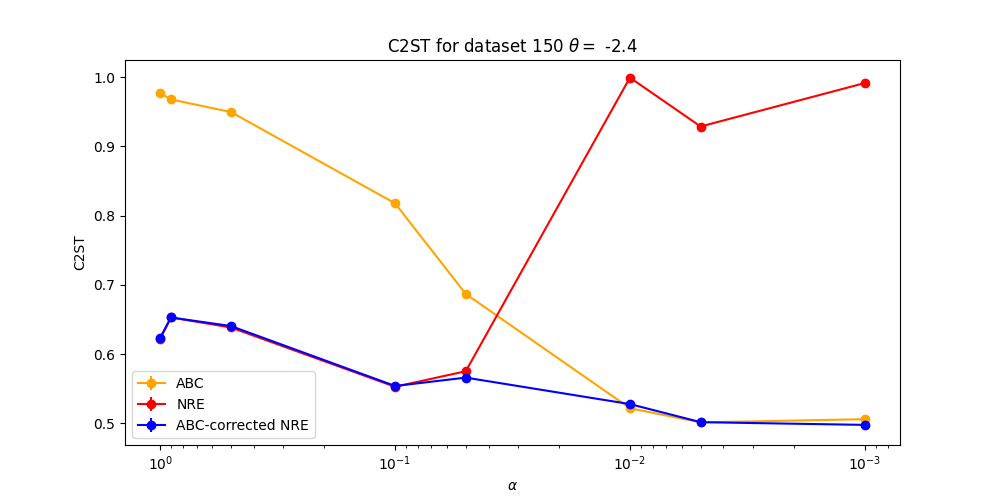 C2ST for dataset 150 θ = -2.4
1.0
0.9
0.8
0.7
0.6
0.5
C2ST
ABC
NRE
ABC-corrected NRE
10⁰
10⁻¹
10⁻²
10⁻³
α